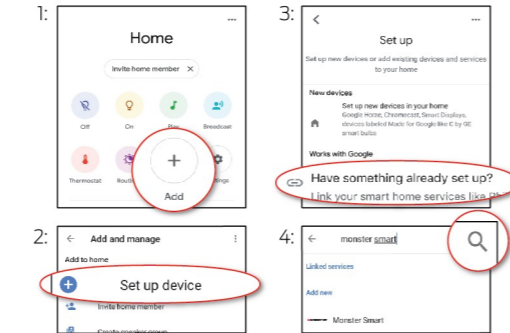 1:
Home
Invite home member X
Off On Play Broadcast
Thermostat
Add
2:
Add and manage
Add to home
Set up device
Invite home member
Create speaker group
3:
Set up
Set up new devices or add existing devices and services
to your home
New devices
Set up new devices in your home
Google Home, Chromecast, Smart Displays,
devices labeled Made for Google like C by GE
smart bulbs
Works with Google
Have something already set up?
Link your smart home services like
4:
monster smart
Linked services
Add new
Monster Smart